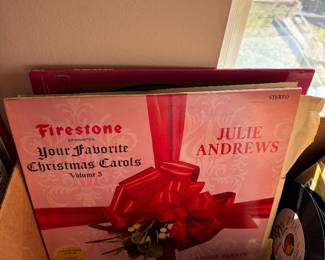 STEREO
Firestone
PRESENTS
Your Favorite
Christmas Carols
Volume 5
JULIE
ANDREWS